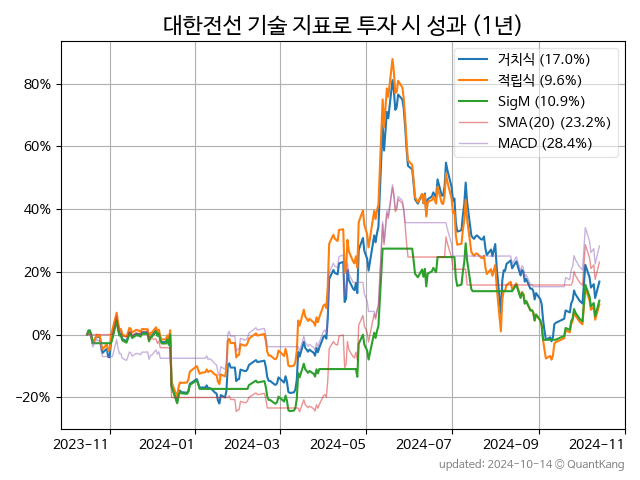 대한전선 기술 지표로 투자 시 성과 (1년)
거치식 (17.0%)
적립식 (9.6%)
SigM (10.9%)
SMA(20) (23.2%)
MACD (28.4%)
80%
60%
40%
20%
0%
−20%
2023-11 2024-01 2024-03 2024-05 2024-07 2024-09 2024-11
updated: 2024-10-14 © QuantKang